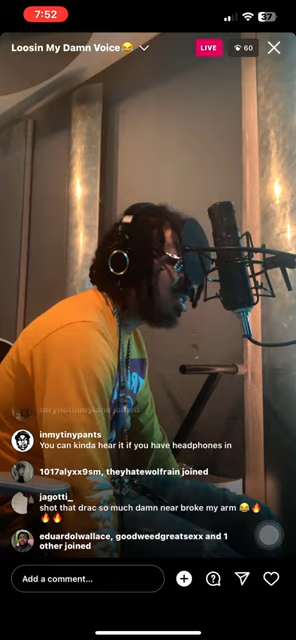 7:52
37
Loosin My Damn Voice😂
LIVE
60
joined
inmytinypants
You can kinda hear it if you have headphones in
1017alyxx9sm, theyhatewolfrain joined
jagotti_
shot that drac so much damn near broke my arm 😂🔥
🔥🔥
eduardolwallace, goodweedgreatsexx and 1
other joined
Add a comment...